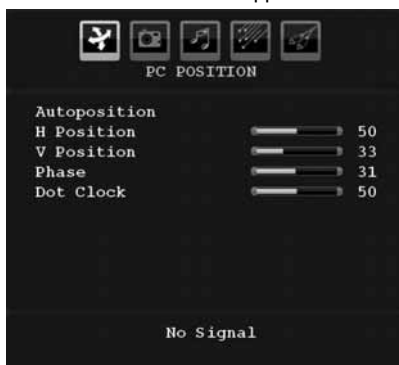 PC POSITION
Autoposition
H Position 50
V Position 33
Phase 31
Dot Clock 50
No Signal